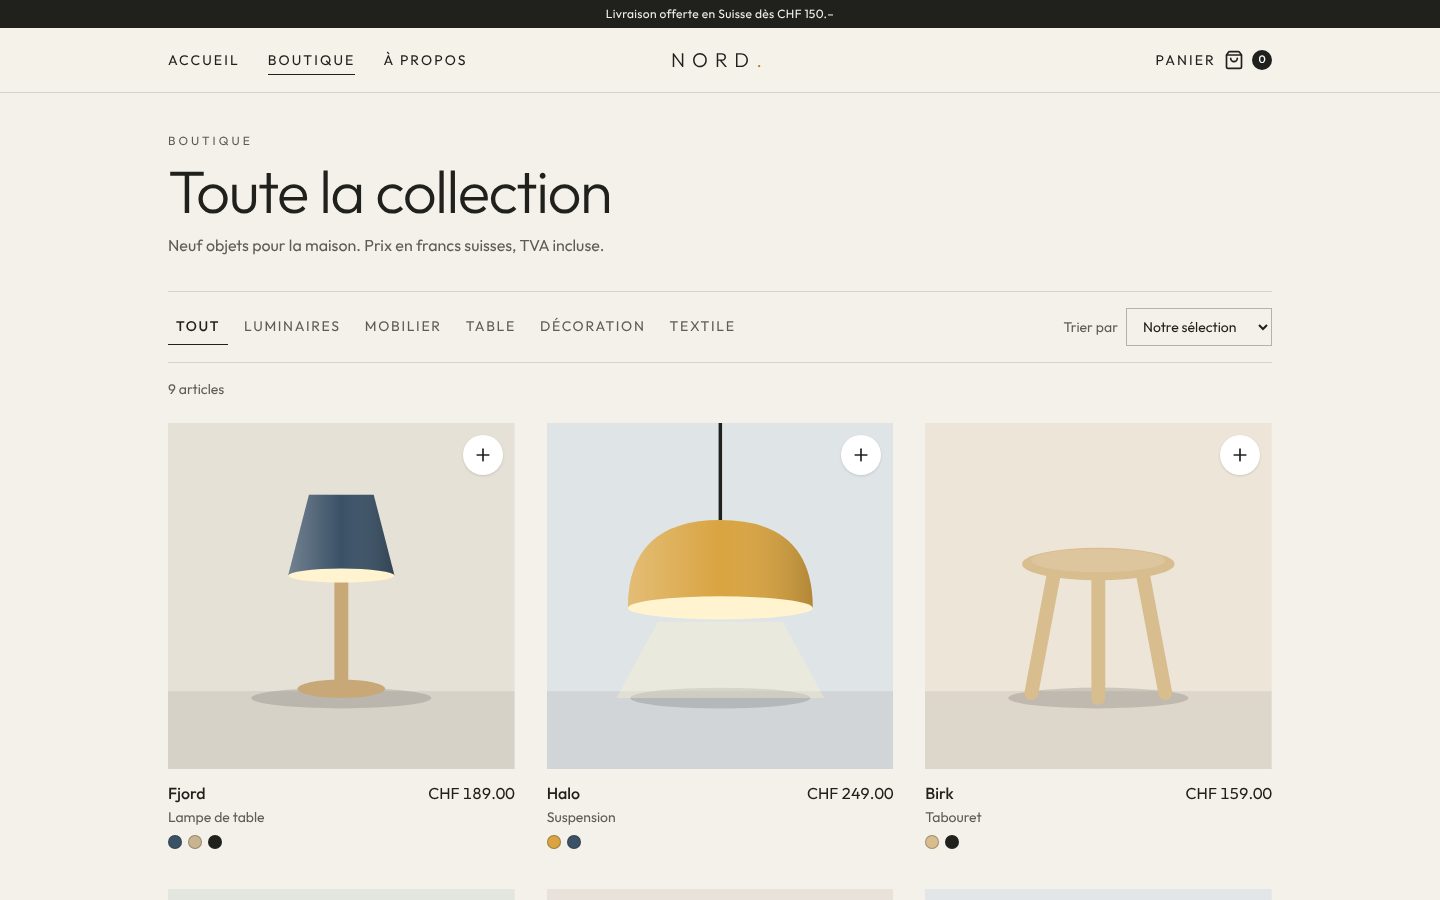 Livraison offerte en Suisse dès CHF 150.–
ACCUEIL BOUTIQUE À PROPOS NORD. PANIER 0
BOUTIQUE
Toute la collection
Neuf objets pour la maison. Prix en francs suisses, TVA incluse.
TOUT LUMINAIRES MOBILIER TABLE DÉCORATION TEXTILE Trier par Notre sélection
9 articles
Fjord CHF 189.00
Lampe de table
Halo CHF 249.00
Suspension
Birk CHF 159.00
Tabouret